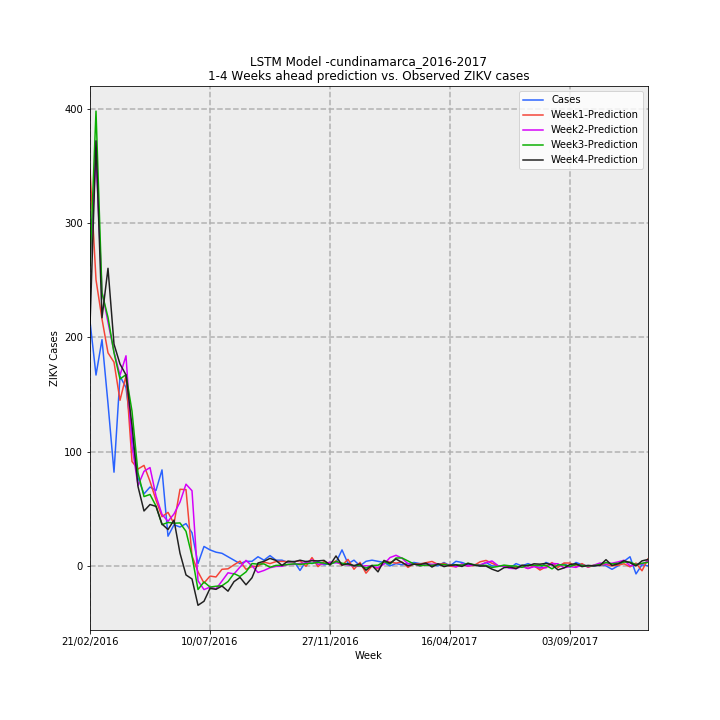 LSTM Model -cundinamarca_2016-2017
1-4 Weeks ahead prediction vs. Observed ZIKV cases
Cases
Week1-Prediction
Week2-Prediction
Week3-Prediction
Week4-Prediction
400
300
200
100
0
ZIKV Cases
21/02/2016 10/07/2016 27/11/2016 16/04/2017 03/09/2017
Week